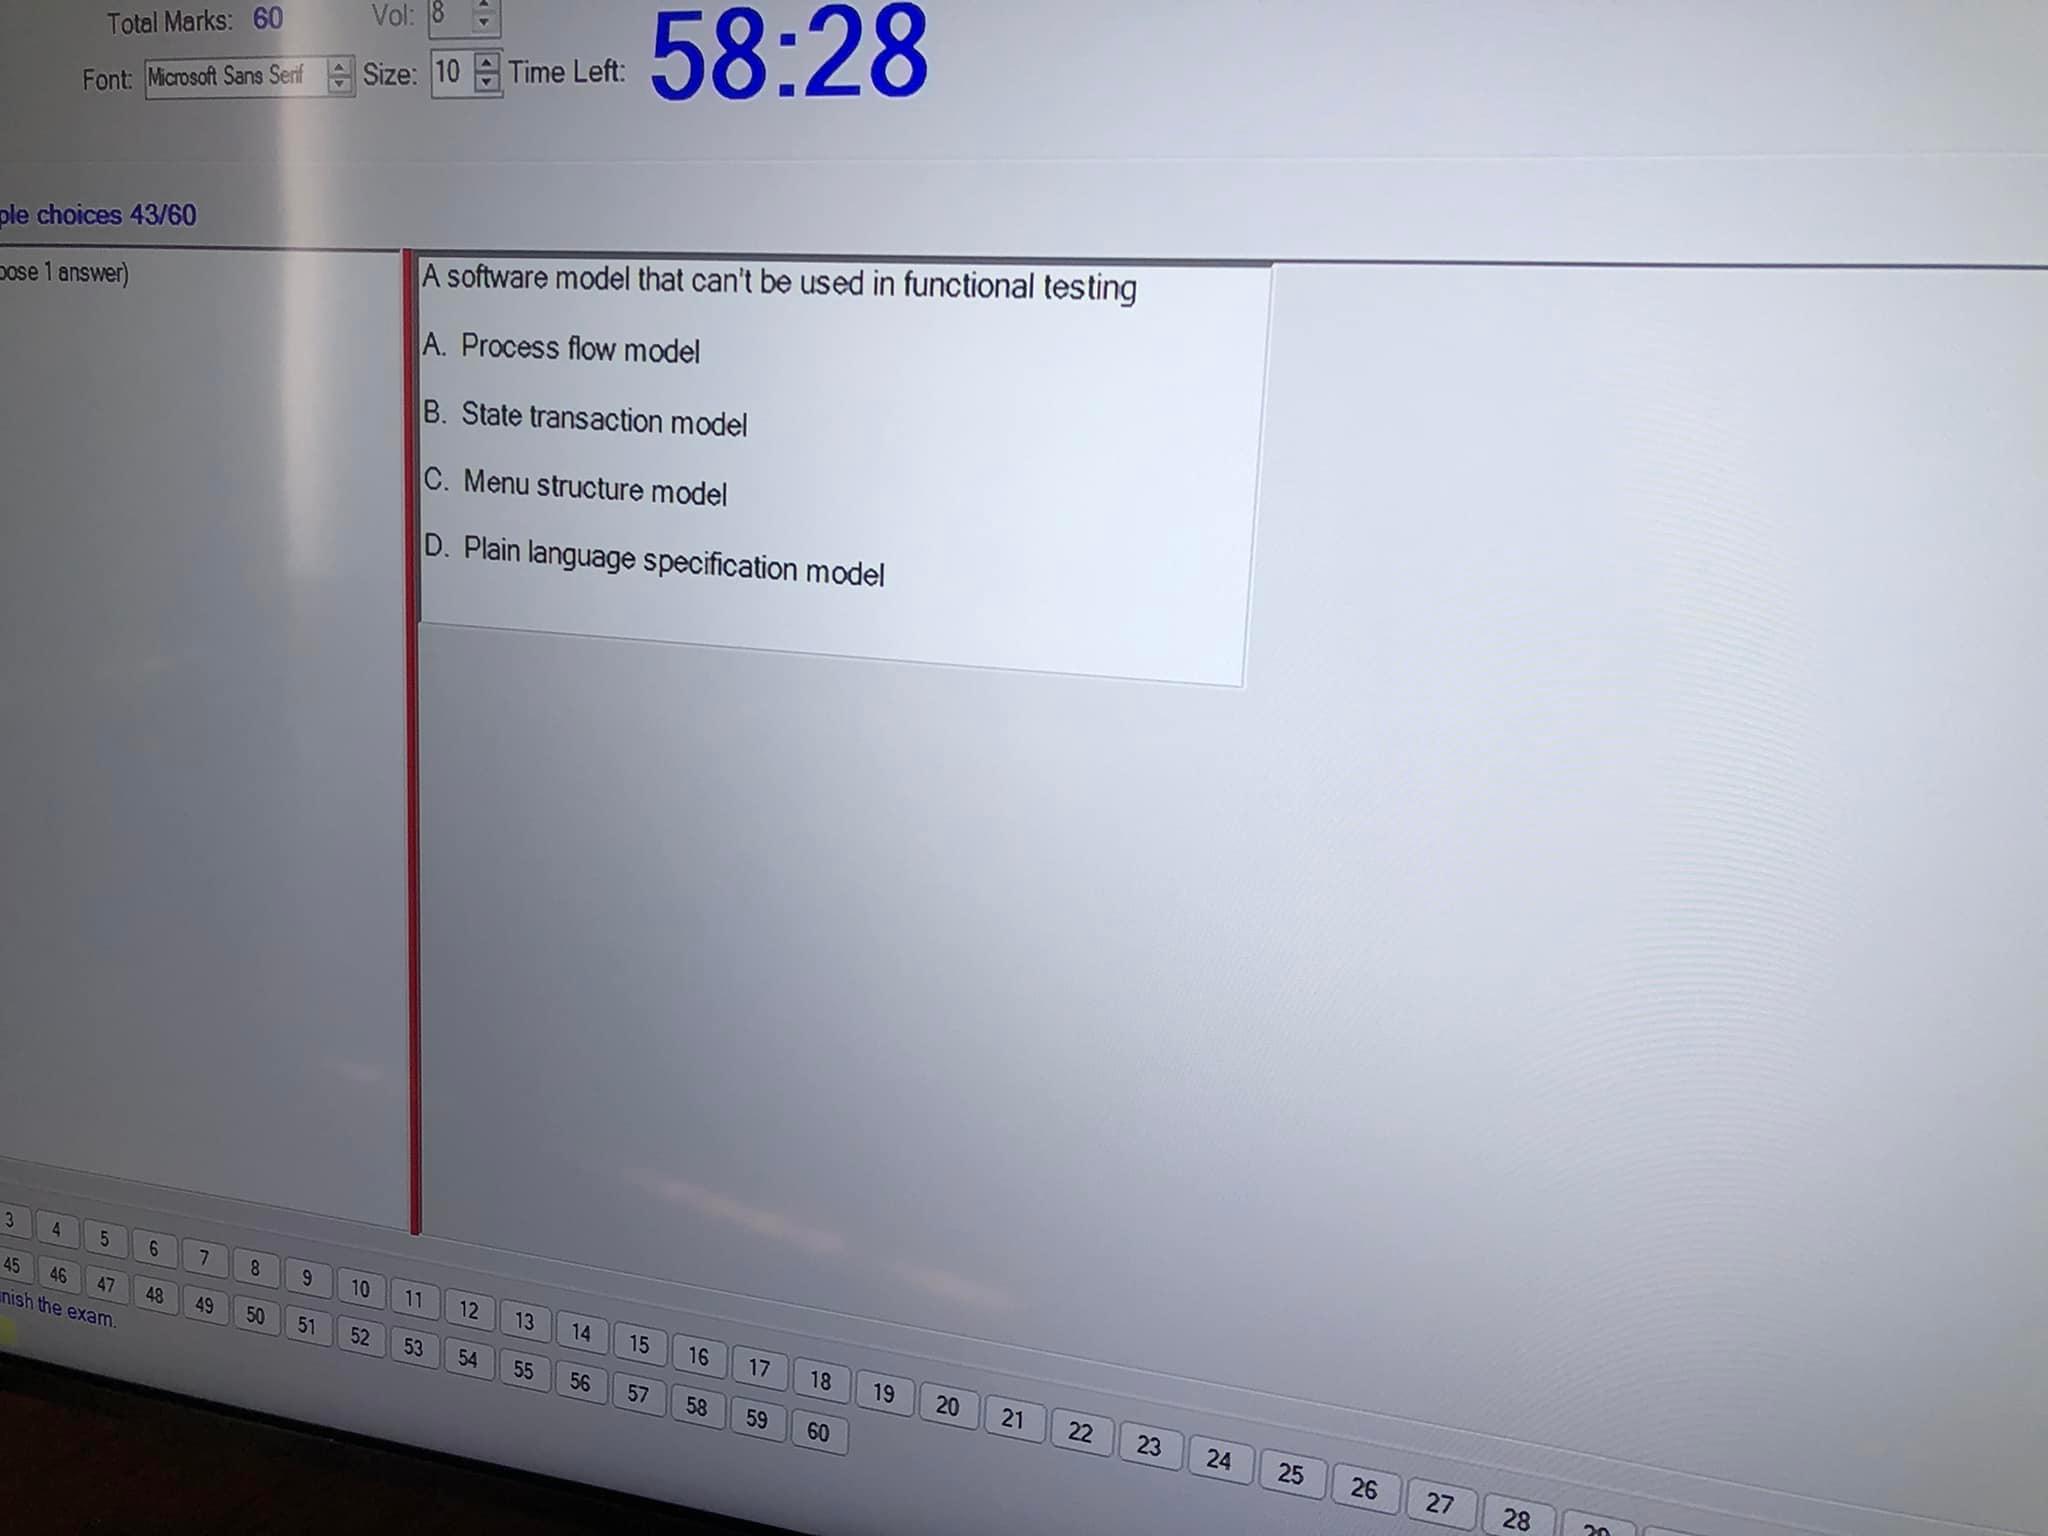 Total Marks: 60 Vol: 8
Font: Microsoft Sans Serif Size: 10 Time Left: 58:28
choices 43/60
1 answer)
A software model that can't be used in functional testing
A. Process flow model
B. State transaction model
C. Menu structure model
D. Plain language specification model
3 4 5 6 7 8 9 10 11 12 13 14 15 16 17 18 19 20 21 22 23 24 25 26 27 28
45 46 47 48 49 50 51 52 53 54 55 56 57 58 59 60
the exam.